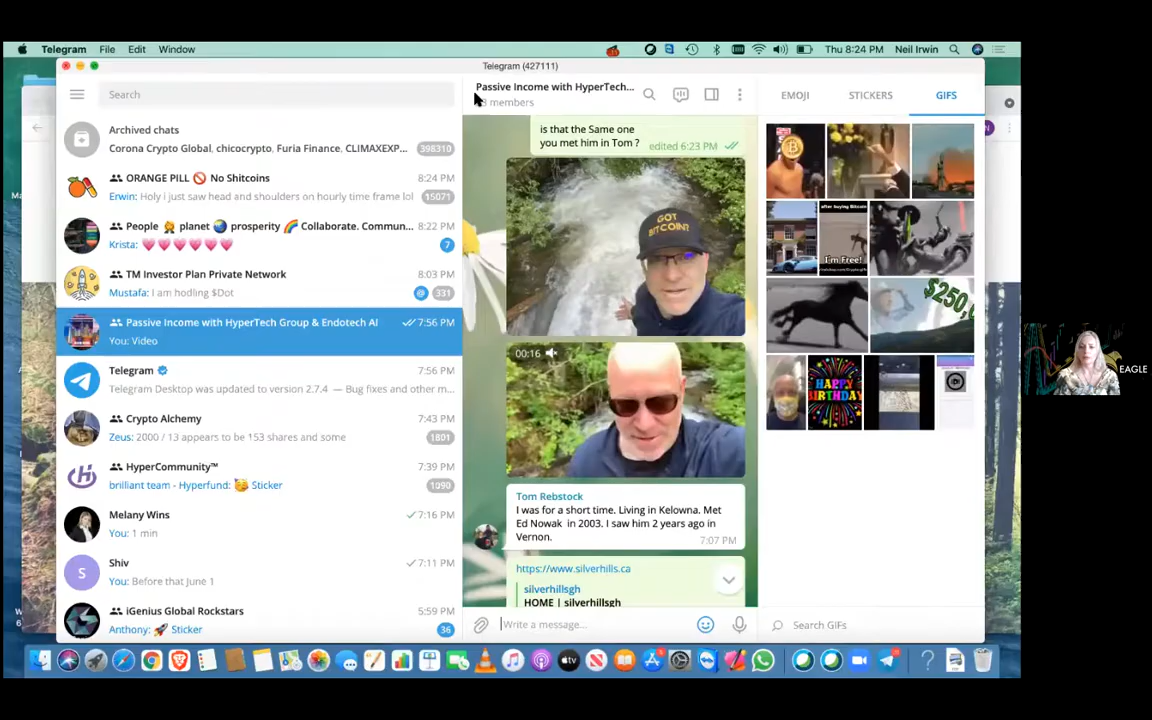 Telegram File Edit Window
Thu 8:24 PM Neil Irwin
Telegram (427111)
Search
Archived chats
Corona Crypto Global, chicocrypto, Furia Finance, CLIMAXEXP... 398310
ORANGE PILL 🚫 No Shitcoins 8:24 PM
Erwin: Holy i just saw head and shoulders on hourly time frame lol 15071
People planet prosperity Collaborate. Commun... 8:22 PM
Krista: 7
TM Investor Plan Private Network 8:03 PM
Mustafa: I am hodling $Dot @ 331
Passive Income with HyperTech Group & Endotech AI 7:56 PM
You: Video
Telegram 7:56 PM
Telegram Desktop was updated to version 2.7.4 — Bug fixes and other m...
Crypto Alchemy 7:43 PM
Zeus: 2000 / 13 appears to be 153 shares and some 1801
HyperCommunity™ 7:39 PM
brilliant team - Hyperfund: Sticker 1090
Melany Wins 7:16 PM
You: 1 min
Shiv 7:11 PM
You: Before that June 1
iGenius Global Rockstars 5:59 PM
Anthony: 🚀 Sticker 36
Passive Income with HyperTech...
members
is that the Same one
you met him in Tom ? edited 6:23 PM
GOT
BITCOIN?
00:16
Tom Rebstock
I was for a short time. Living in Kelowna. Met
Ed Nowak in 2003. I saw him 2 years ago in
Vernon.
7:07 PM
https://www.silverhills.ca
silverhillsgh
HOME | silverhillsgh
Write a message...
EMOJI STICKERS GIFS
after buying Bitcoin
I'm Free!
$250,
HAPPY
BIRTHDAY
Search GIFs
EAGLE